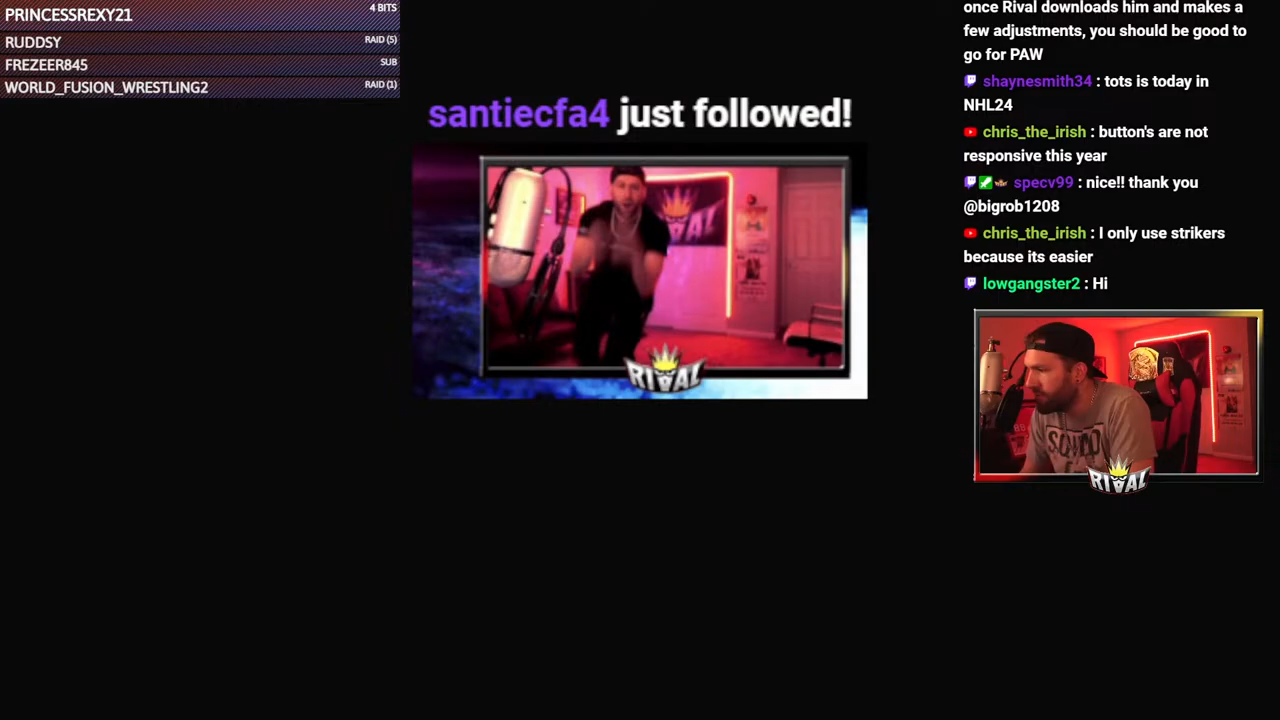 PRINCESSREXY21
4 BITS
RUDDSY
RAID (5)
FREZEER845
SUB
WORLD_FUSION_WRESTLING2
RAID (1)
santiecfa4 just followed!
RIVAL
RIVAL
once Rival downloads him and makes a
few adjustments, you should be good to
go for PAW
shaynesmith34 : tots is today in
NHL24
chris_the_irish : button's are not
responsive this year
specv99 : nice!! thank you
@bigrob1208
chris_the_irish : I only use strikers
because its easier
lowgangster2 : Hi
RIVAL